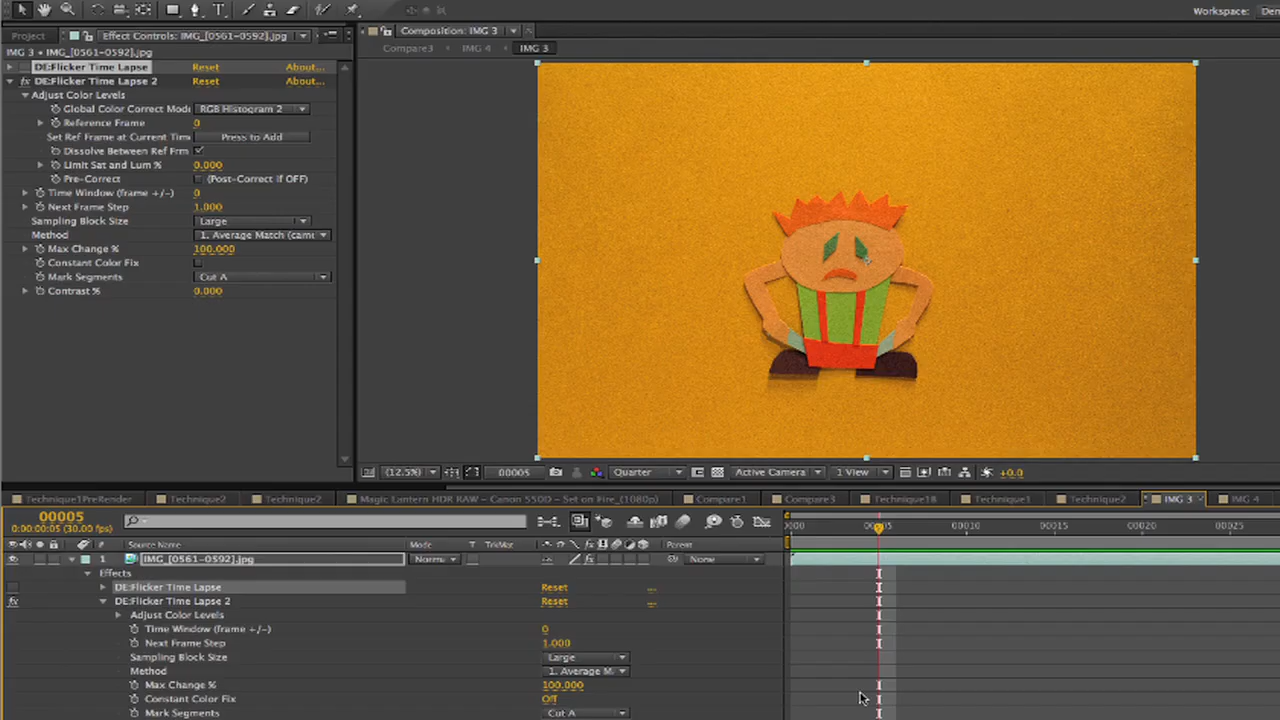 Workspace:
Project
Effect Controls: IMG_[0561-0592].jpg
Composition: IMG 3
Compare3
IMG 4
IMG 3
IMG 3 • IMG_[0561-0592].jpg
DE:Flicker Time Lapse Reset About...
fx DE:Flicker Time Lapse 2 Reset About...
Adjust Color Levels
Global Color Correct Mode RGB Histogram 2
Reference Frame 0
Set Ref Frame at Current Time Press to Add
Dissolve Between Ref Frm
Limit Sat and Lum % 0.000
Pre-Correct (Post-Correct if OFF)
Time Window (frame +/-) 0
Next Frame Step 1.000
Sampling Block Size Large
Method 1. Average Match (cam
Max Change % 100.000
Constant Color Fix
Mark Segments Cut A
Contrast % 0.000
(12.5%) 00005 Quarter Active Camera 1 View +0.0
Technique1PreRender Technique2 Technique2 Magic Lantern HDR RAW - Canon 550D - Set on Fire_(1080p) Compare1 Compare3 Technique1B Technique1 Technique2 IMG 3 IMG 4
00005
0:00:00:05 (30.00 fps)
0000 00005 00010 00015 00020 00025
# Source Name Mode T TrkMat Parent
1 IMG_[0561-0592].jpg Norm None
Effects
DE:Flicker Time Lapse Reset
fx DE:Flicker Time Lapse 2 Reset
Adjust Color Levels
Time Window (frame +/-) 0
Next Frame Step 1.000
Sampling Block Size Large
Method 1. Average M
Max Change % 100.000
Constant Color Fix Off
Mark Segments Cut A